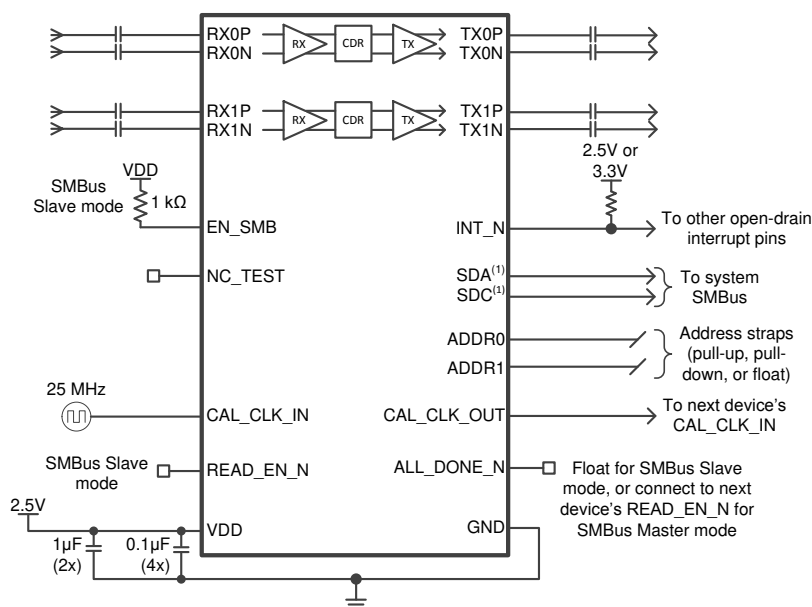 RX0P
RX0N
RX
CDR
TX
TX0P
TX0N
RX1P
RX1N
RX
CDR
TX
TX1P
TX1N
2.5V or
3.3V
VDD
SMBus
Slave mode
1 kΩ
EN_SMB
INT_N
To other open-drain
interrupt pins
NC_TEST
SDA(1)
SDC(1)
To system
SMBus
ADDR0
ADDR1
Address straps
(pull-up, pull-
down, or float)
25 MHz
CAL_CLK_IN
CAL_CLK_OUT
To next device's
CAL_CLK_IN
SMBus Slave
mode
READ_EN_N
ALL_DONE_N
Float for SMBus Slave
mode, or connect to next
device's READ_EN_N for
SMBus Master mode
2.5V
VDD
GND
1μF
(2x)
0.1μF
(4x)